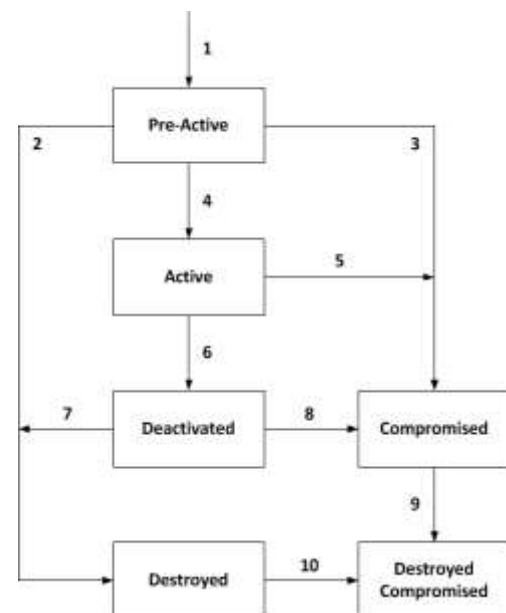 1
Pre-Active
2
3
4
Active
5
6
7
Deactivated
8
Compromised
9
Destroyed
10
Destroyed
Compromised